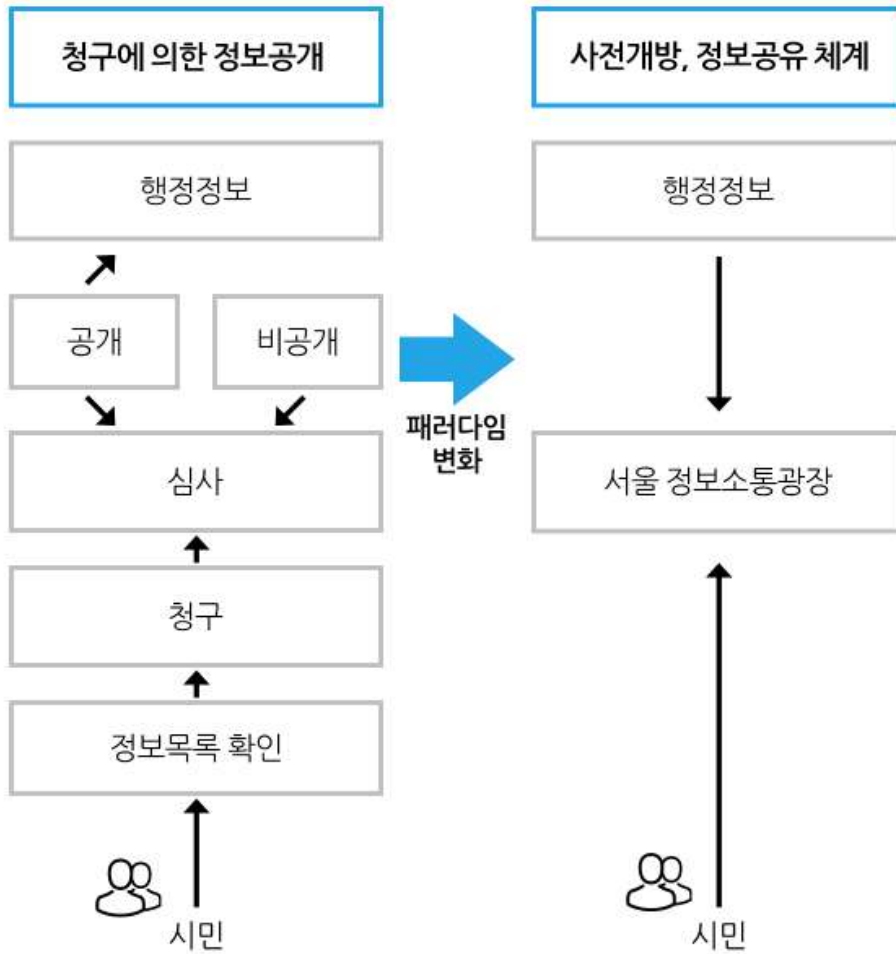 청구에 의한 정보공개
행정정보
공개
비공개
심사
청구
정보목록 확인
시민
패러다임
변화
사전개방, 정보공유 체계
행정정보
서울 정보소통광장
시민